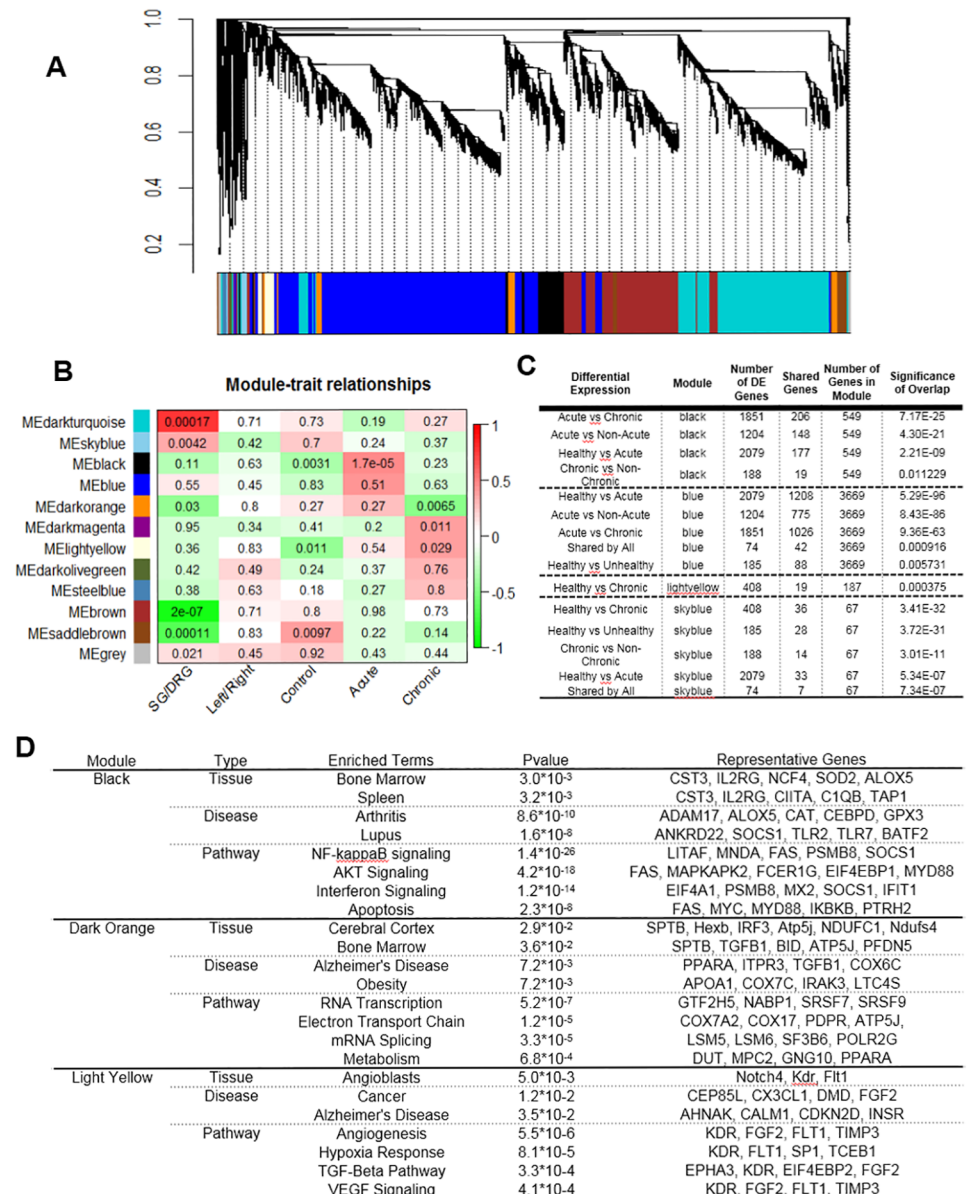 A
1.0
0.8
0.6
0.4
0.2
B
Module-trait relationships
MEdarkturquoise 0.00017 0.71 0.73 0.19 0.27
MEskyblue 0.0042 0.42 0.7 0.24 0.37
MEblack 0.11 0.63 0.0031 1.7e-05 0.23
MEblue 0.55 0.45 0.83 0.51 0.63
MEdarkorange 0.03 0.8 0.27 0.27 0.0065
MEdarkmagenta 0.95 0.34 0.41 0.2 0.011
MElightyellow 0.36 0.83 0.011 0.54 0.029
MEdarkolivegreen 0.42 0.49 0.24 0.37 0.76
MEsteelblue 0.38 0.63 0.18 0.27 0.8
MEbrown 2e-07 0.71 0.8 0.98 0.73
MEsaddlebrown 0.00011 0.83 0.0097 0.22 0.14
MEgrey 0.021 0.45 0.92 0.43 0.44
SG/DRG Left/Right Control Acute Chronic
1
0.5
0
-0.5
-1
C
Differential Expression Module Number of DE Genes Shared Genes Number of Genes in Module Significance of Overlap
Acute vs Chronic black 1851 206 549 7.17E-25
Acute vs Non-Acute black 1204 148 549 4.30E-21
Healthy vs Acute black 2079 177 549 2.21E-09
Chronic vs Non-Chronic black 188 19 549 0.011229
Healthy vs Acute blue 2079 1208 3669 5.29E-96
Acute vs Non-Acute blue 1204 775 3669 8.43E-86
Acute vs Chronic blue 1851 1026 3669 9.36E-63
Shared by All blue 74 42 3669 0.000916
Healthy vs Unhealthy blue 185 88 3669 0.005731
Healthy vs Chronic lightyellow 408 19 187 0.000375
Healthy vs Chronic skyblue 408 36 67 3.41E-32
Healthy vs Unhealthy skyblue 185 28 67 3.72E-31
Chronic vs Non-Chronic skyblue 188 14 67 3.01E-11
Healthy vs Acute skyblue 2079 33 67 5.34E-07
Shared by All skyblue 74 7 67 7.34E-07
D
Module Type Enriched Terms Pvalue Representative Genes
Black Tissue Bone Marrow 3.0*10-3 CST3, IL2RG, NCF4, SOD2, ALOX5
Spleen 3.2*10-3 CST3, IL2RG, CIITA, C1QB, TAP1
Disease Arthritis 8.6*10-10 ADAM17, ALOX5, CAT, CEBPD, GPX3
Lupus 1.6*10-8 ANKRD22, SOCS1, TLR2, TLR7, BATF2
Pathway NF-kappaB signaling 1.4*10-26 LITAF, MNDA, FAS, PSMB8, SOCS1
AKT Signaling 4.2*10-18 FAS, MAPKAPK2, FCER1G, EIF4EBP1, MYD88
Interferon Signaling 1.2*10-14 EIF4A1, PSMB8, MX2, SOCS1, IFIT1
Apoptosis 2.3*10-8 FAS, MYC, MYD88, IKBKB, PTRH2
Dark Orange Tissue Cerebral Cortex 2.9*10-2 SPTB, Hexb, IRF3, Atp5j, NDUFC1, Ndufs4
Bone Marrow 3.6*10-2 SPTB, TGFB1, BID, ATP5J, PFDN5
Disease Alzheimer's Disease 7.2*10-3 PPARA, ITPR3, TGFB1, COX6C
Obesity 7.2*10-3 APOA1, COX7C, IRAK3, LTC4S
Pathway RNA Transcription 5.2*10-7 GTF2H5, NABP1, SRSF7, SRSF9
Electron Transport Chain 1.2*10-5 COX7A2, COX17, PDPR, ATP5J,
mRNA Splicing 3.3*10-5 LSM5, LSM6, SF3B6, POLR2G
Metabolism 6.8*10-4 DUT, MPC2, GNG10, PPARA
Light Yellow Tissue Angioblasts 5.0*10-3 Notch4, Kdr, Flt1
Disease Cancer 1.2*10-2 CEP85L, CX3CL1, DMD, FGF2
Alzheimer's Disease 3.5*10-2 AHNAK, CALM1, CDKN2D, INSR
Pathway Angiogenesis 5.5*10-6 KDR, FGF2, FLT1, TIMP3
Hypoxia Response 8.1*10-5 KDR, FLT1, SP1, TCEB1
TGF-Beta Pathway 3.3*10-4 EPHA3, KDR, EIF4EBP2, FGF2
VEGF Signaling 4.1*10-4 KDR, FGF2, FLT1, TIMP3